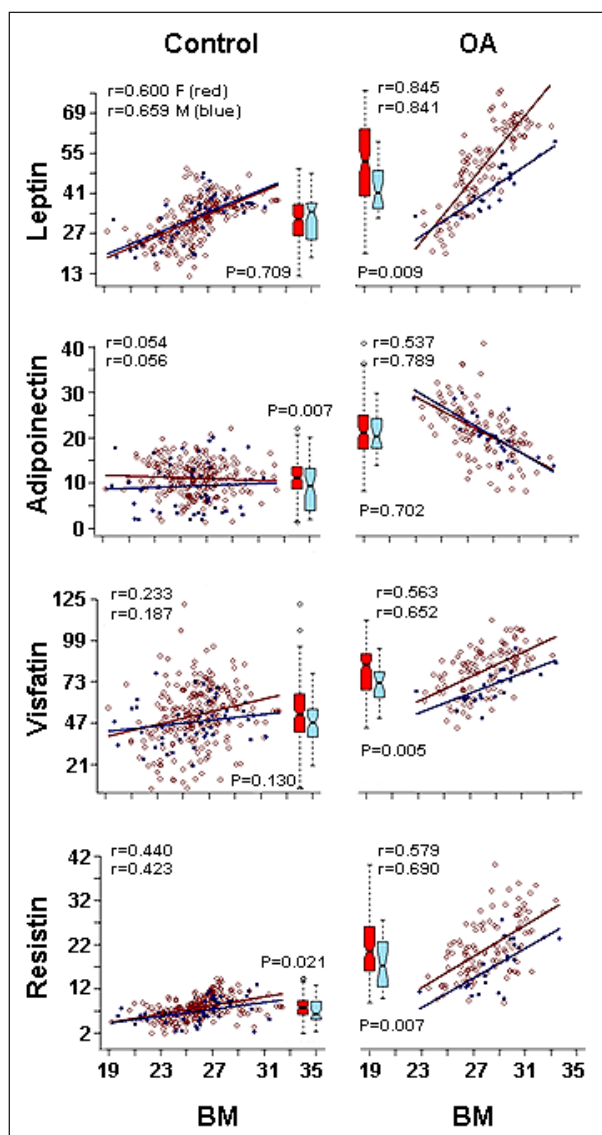 Control OA
r=0.600 F (red)
r=0.659 M (blue)
r=0.845
r=0.841
Leptin
69
55
41
27
13
P=0.709
P=0.009
r=0.054
r=0.056
r=0.537
r=0.789
Adipoinectin
40
30
20
10
0
P=0.007
P=0.702
r=0.233
r=0.187
r=0.563
r=0.652
Visfatin
125
99
73
47
21
P=0.130
P=0.005
r=0.440
r=0.423
r=0.579
r=0.690
Resistin
42
32
22
12
2
P=0.021
P=0.007
19 23 27 31 35 19 23 27 31 35
BM BM